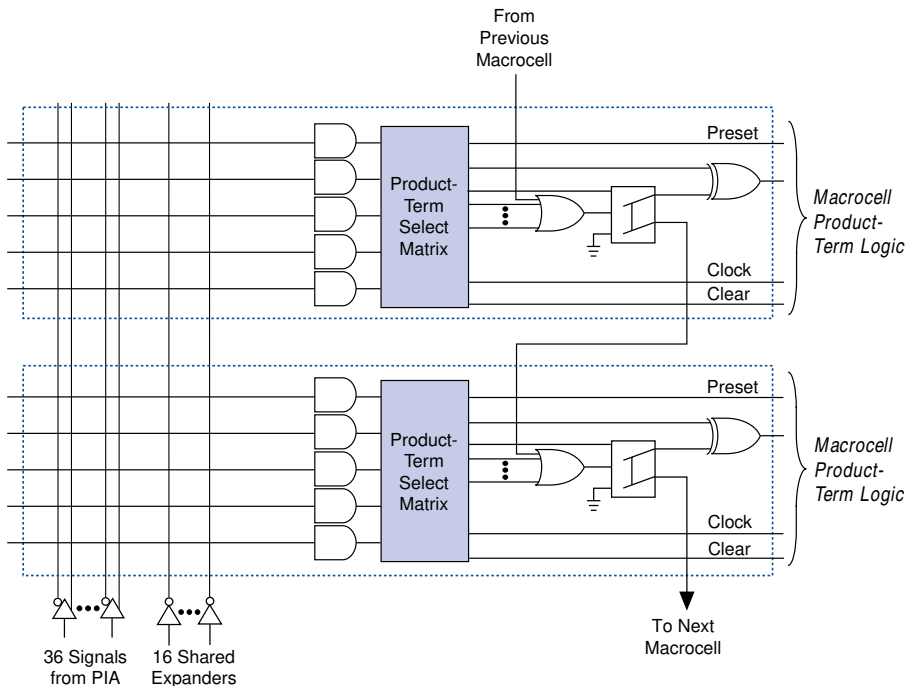 From
Previous
Macrocell
Preset
Product-
Term
Select
Matrix
Macrocell
Product-
Term Logic
Clock
Clear
Preset
Product-
Term
Select
Matrix
Macrocell
Product-
Term Logic
Clock
Clear
36 Signals
from PIA
16 Shared
Expanders
To Next
Macrocell